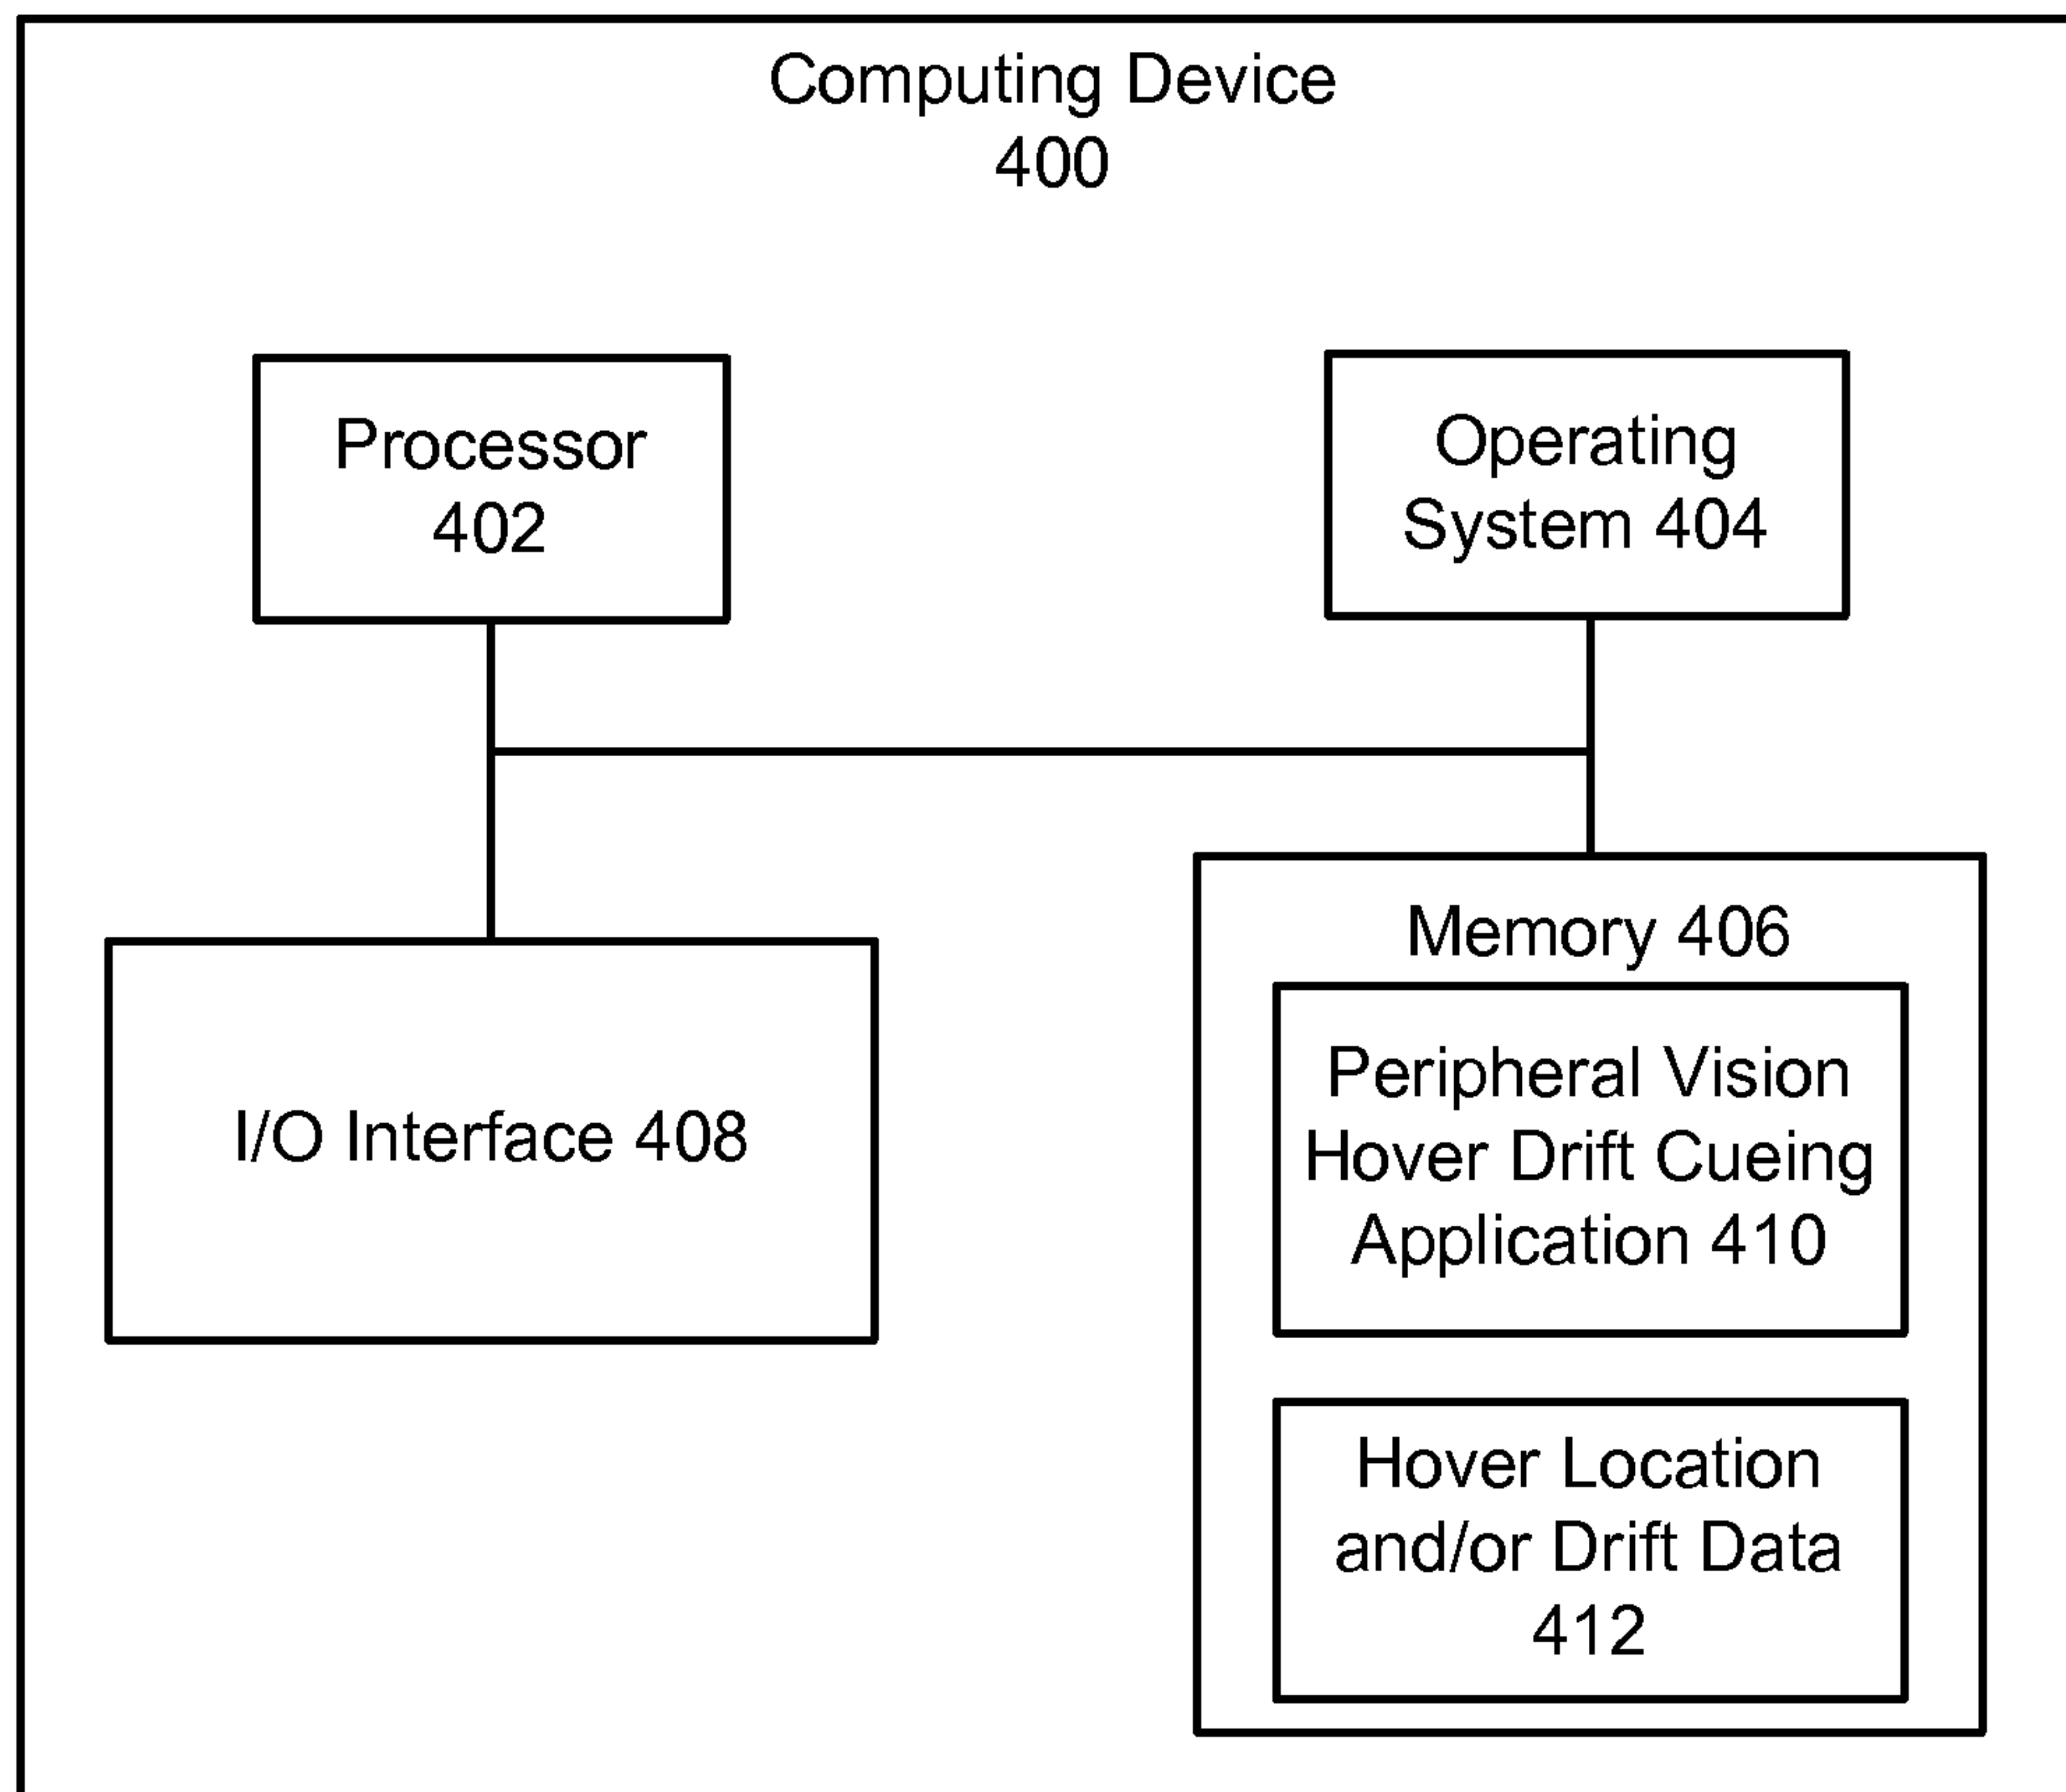 Computing Device
400
Processor
402
Operating
System 404
I/O Interface 408
Memory 406
Peripheral Vision
Hover Drift Cueing
Application 410
Hover Location
and/or Drift Data
412